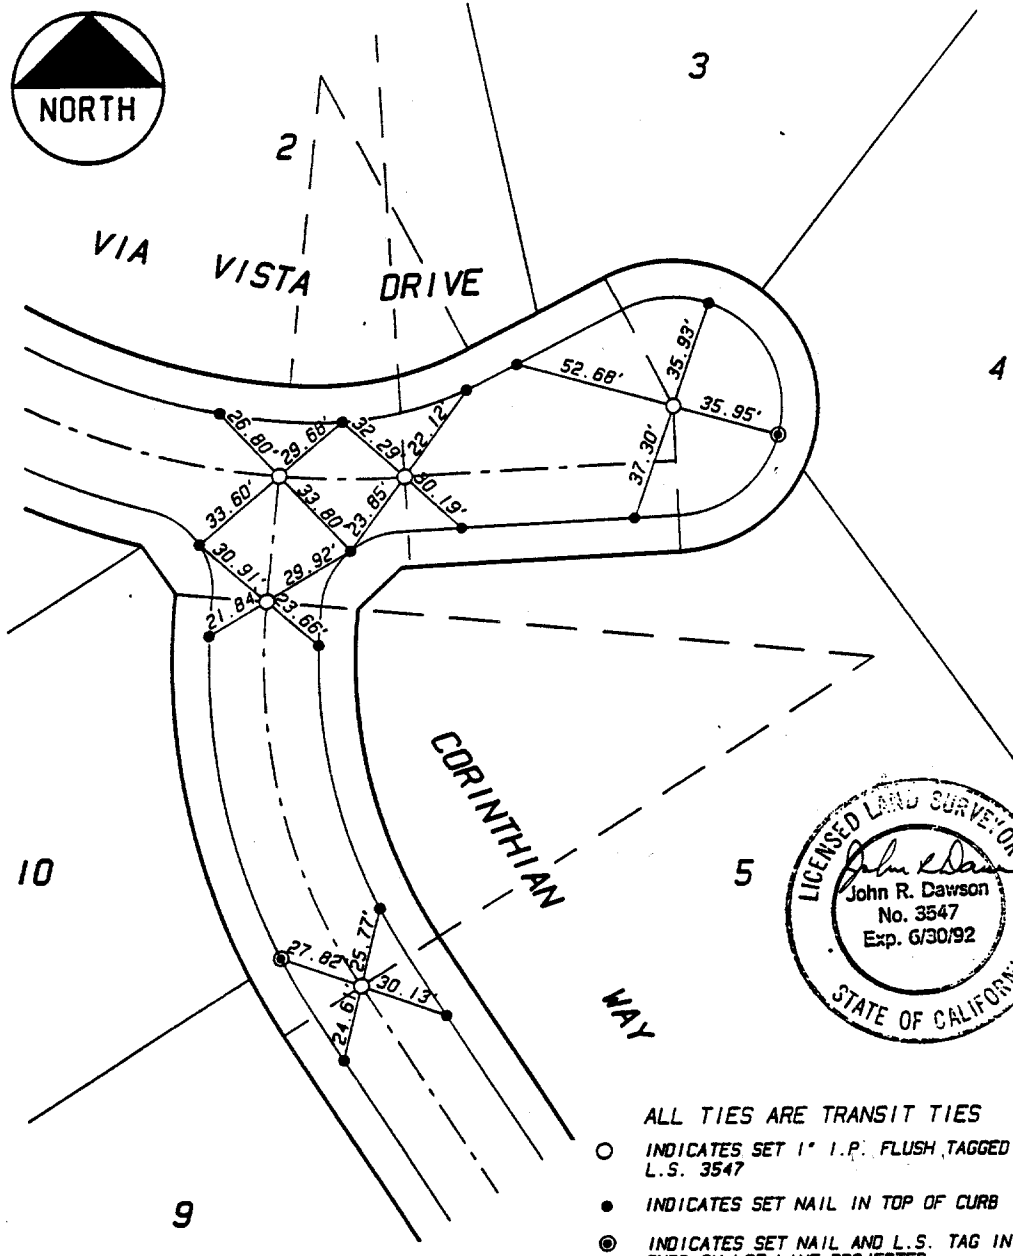 NORTH
2
3
VIA VISTA DRIVE
4
52.68'
35.93'
35.95'
37.30'
26.80'
29.68'
32.29'
22.12'
33.60'
33.80'
23.85'
30.19'
30.91'
29.92'
21.84'
23.66'
CORINTHIAN WAY
5
10
LICENSED LAND SURVEYOR
John R. Dawson
No. 3547
Exp. 6/30/92
STATE OF CALIFORN
27.82'
25.77'
30.13'
24.61'
9
ALL TIES ARE TRANSIT TIES
INDICATES SET 1" I.P. FLUSH TAGGED
L.S. 3547
INDICATES SET NAIL IN TOP OF CURB
INDICATES SET NAIL AND L.S. TAG IN